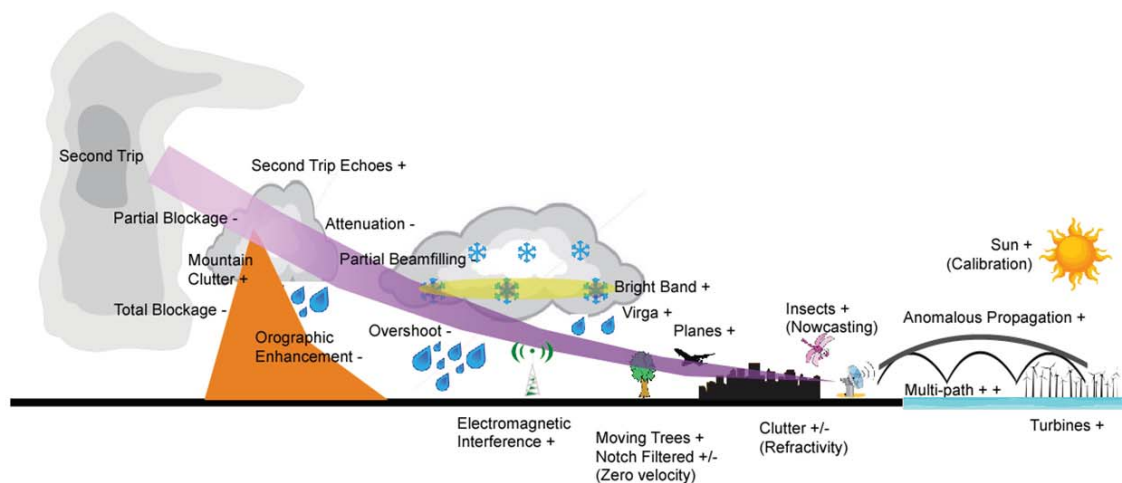 Second Trip
Second Trip Echoes +
Partial Blockage -
Attenuation -
Mountain
Clutter +
Partial Beamfilling -
Total Blockage -
Orographic
Enhancement -
Overshoot -
Bright Band +
Virga +
Planes +
Insects +
(Nowcasting)
Sun +
(Calibration)
Anomalous Propagation +
Multi-path + +
Electromagnetic
Interference +
Moving Trees +
Notch Filtered +/-
(Zero velocity)
Clutter +/-
(Refractivity)
Turbines +